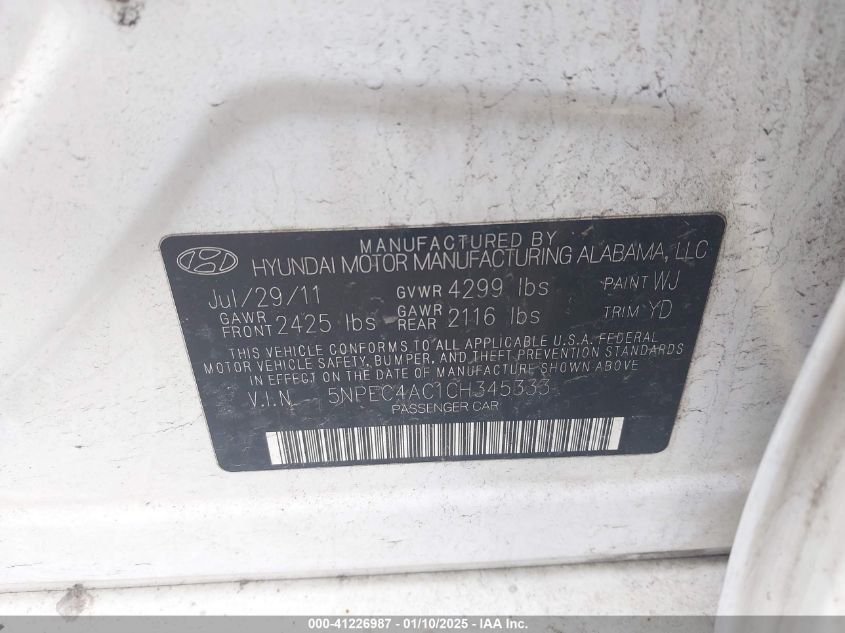 MANUFACTURED BY
HYUNDAI MOTOR MANUFACTURING ALABAMA, LLC
Jul/29/11 GVWR 4299 lbs PAINT WJ
GAWR FRONT 2425 lbs GAWR REAR 2116 lbs TRIM YD
THIS VEHICLE CONFORMS TO ALL APPLICABLE U.S.A. FEDERAL
MOTOR VEHICLE SAFETY, BUMPER, AND THEFT PREVENTION STANDARDS
IN EFFECT ON THE DATE OF MANUFACTURE SHOWN ABOVE
V.I.N 5NPEC4AC1CH345333
PASSENGER CAR
000-41226987 - 01/10/2025 - IAA Inc.